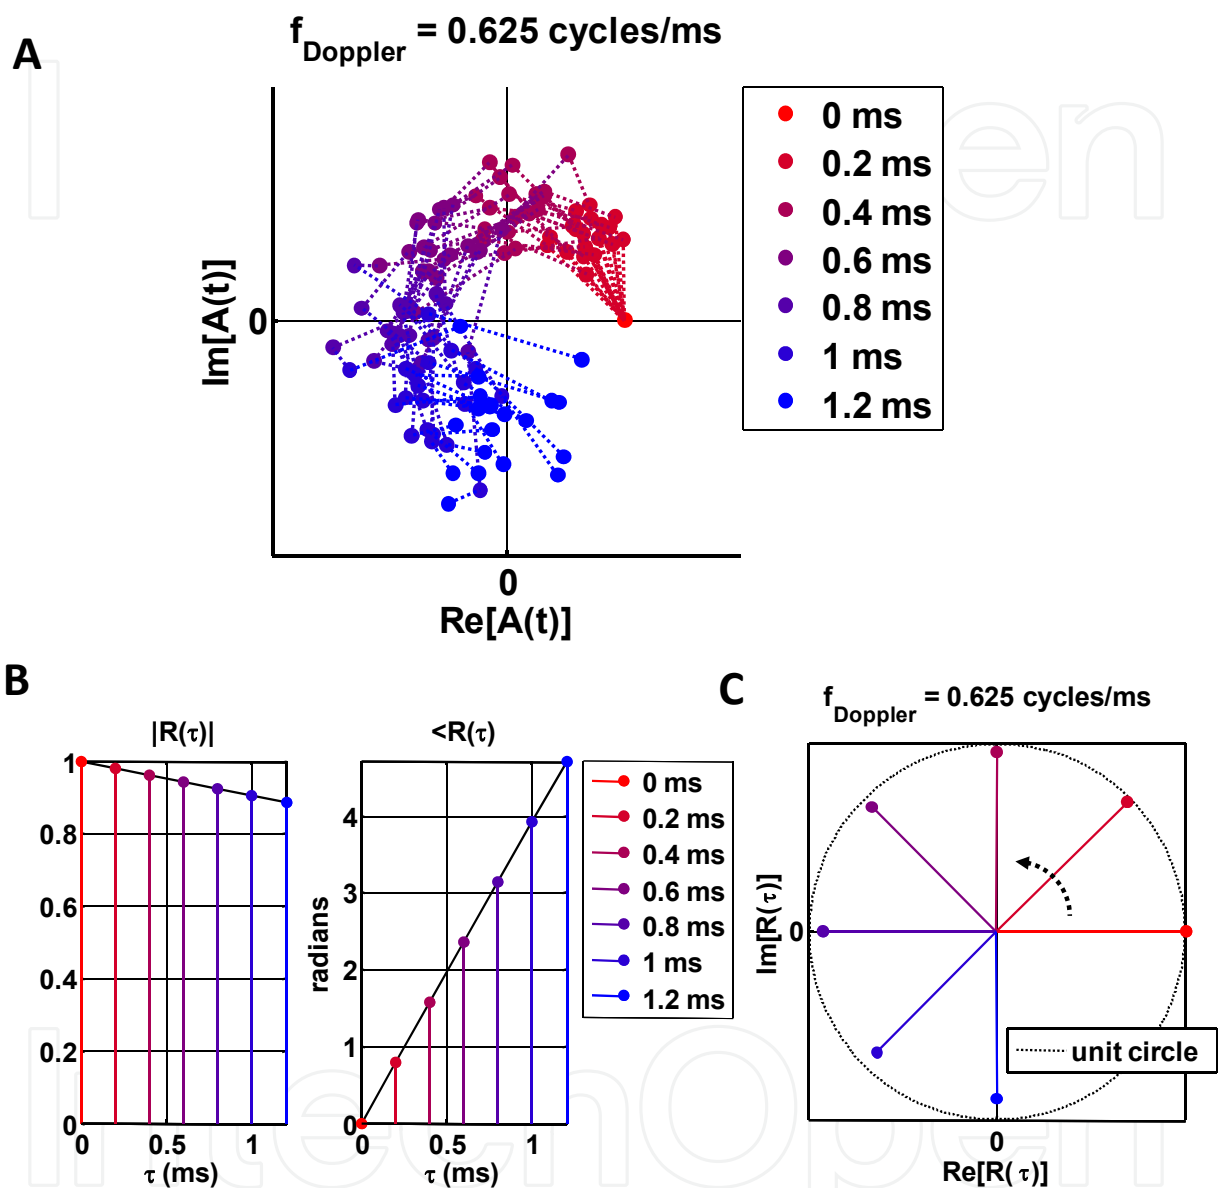 A
f_Doppler = 0.625 cycles/ms
0 ms
0.2 ms
0.4 ms
0.6 ms
0.8 ms
1 ms
1.2 ms
Im[A(t)]
0
0
Re[A(t)]
B
|R(τ)|
1
0.8
0.6
0.4
0.2
0
0
0.5
1
τ (ms)
<R(τ)
radians
4
3
2
1
0
0
0.5
1
τ (ms)
0 ms
0.2 ms
0.4 ms
0.6 ms
0.8 ms
1 ms
1.2 ms
C
f_Doppler = 0.625 cycles/ms
Im[R(τ)]
0
unit circle
0
Re[R(τ)]
IntechOpen